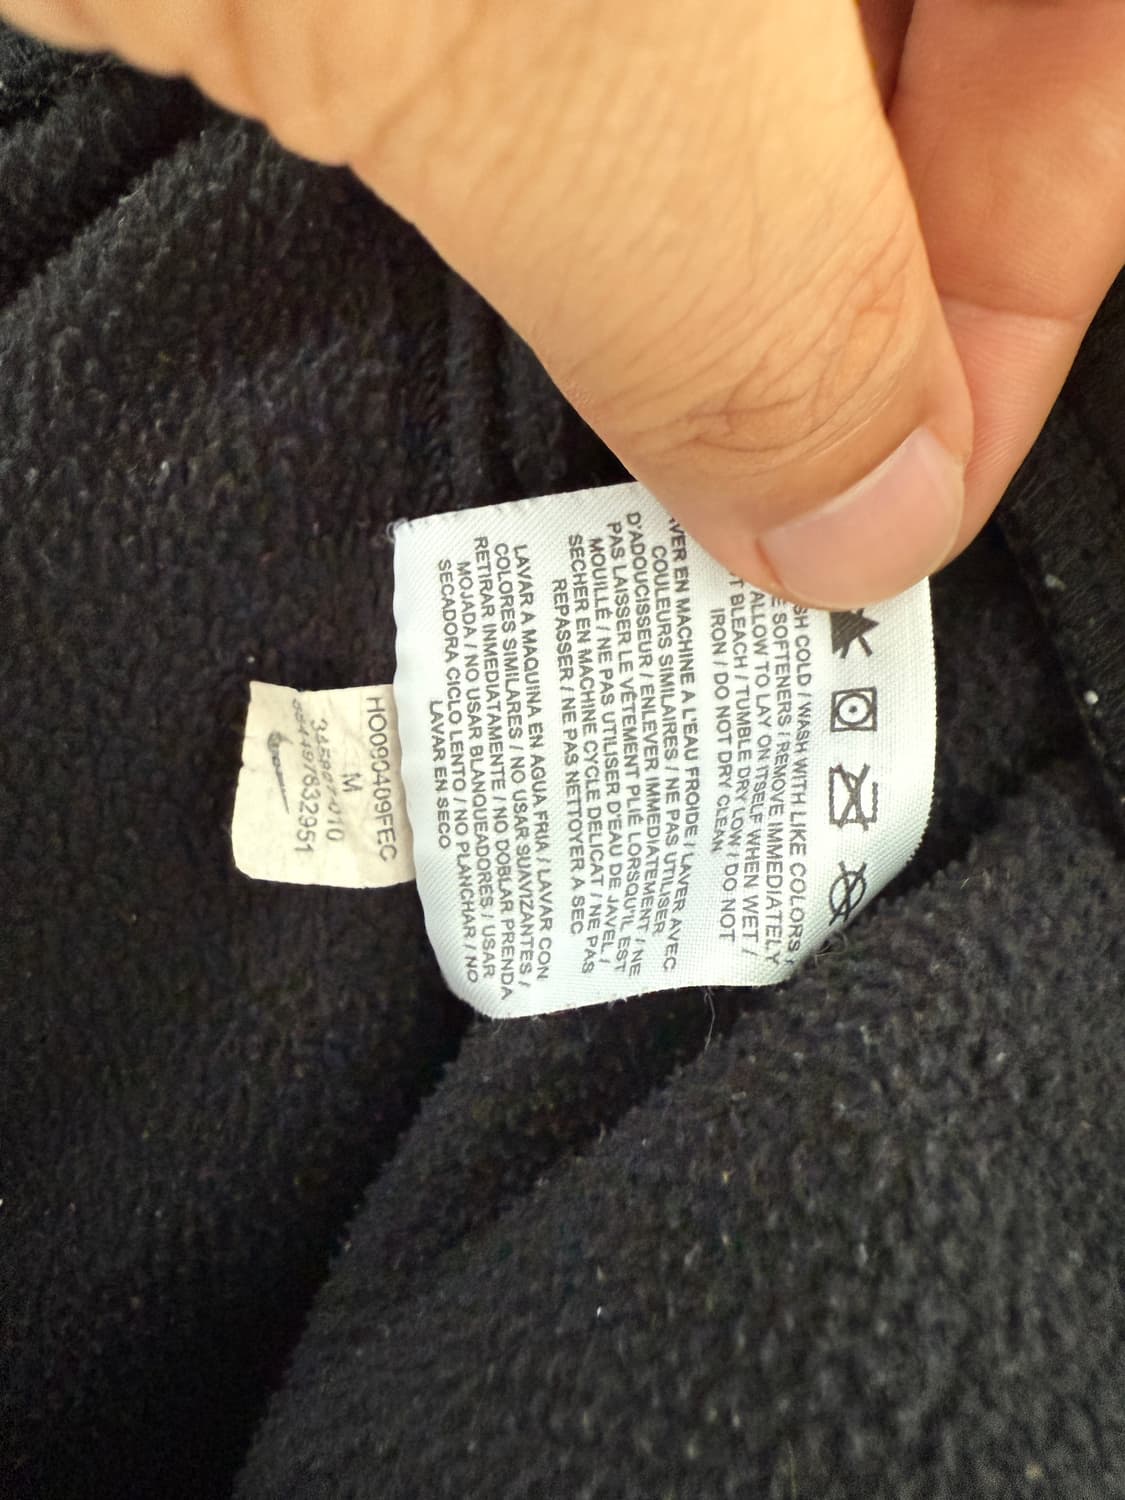 COLD / WASH WITH LIKE COLORS /
SOFTENERS / REMOVE IMMEDIATELY
ALLOW TO LAY ON ITSELF WHEN WET /
BLEACH / TUMBLE DRY LOW / DO NOT
IRON / DO NOT DRY CLEAN
EN MACHINE A L'EAU FROIDE / LAVER AVEC
COULEURS SIMILAIRES / NE PAS UTILISER
D'ADOUCISSEUR / ENLEVER IMMEDIATEMENT / NE
PAS LAISSER LE VÊTEMENT PLIÉ LORSQU'IL EST
MOUILLÉ / NE PAS UTILISER D'EAU DE JAVEL /
SECHER EN MACHINE CYCLE DELICAT / NE PAS
REPASSER / NE PAS NETTOYER A SEC
LAVAR A MAQUINA EN AGUA FRIA / LAVAR CON
COLORES SIMILARES / NO USAR SUAVIZANTES /
RETIRAR INMEDIATAMENTE / NO DOBLAR PRENDA
MOJADA / NO USAR BLANQUEADORES / USAR
SECADORA CICLO LENTO / NO PLANCHAR / NO
LAVAR EN SECO
HO090409FEC
M